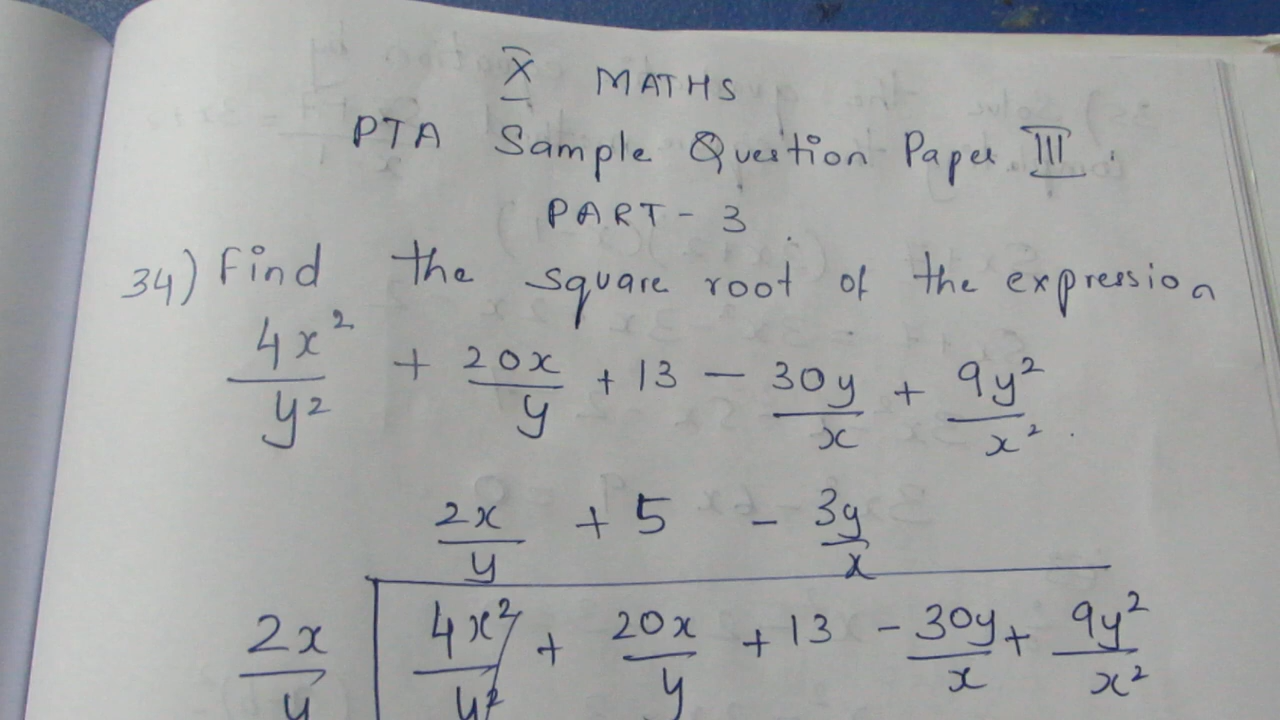 X MATHS
PTA Sample Question Paper III.
PART - 3
34) Find the square root of the expression
4x²/y² + 20x/y + 13 - 30y/x + 9y²/x².
2x/y + 5 - 3y/x
2x/y | 4x²/y² + 20x/y + 13 - 30y/x + 9y²/x²